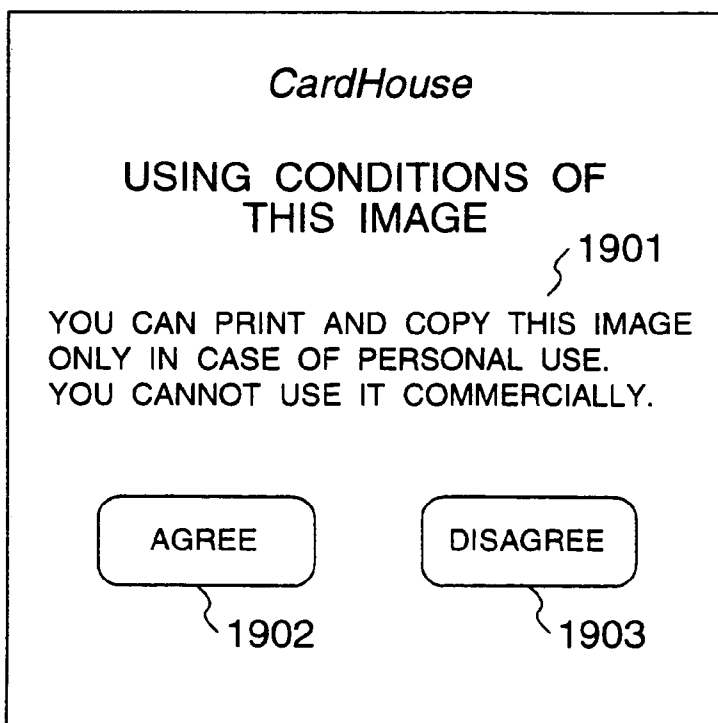 CardHouse
USING CONDITIONS OF
THIS IMAGE
1901
YOU CAN PRINT AND COPY THIS IMAGE
ONLY IN CASE OF PERSONAL USE.
YOU CANNOT USE IT COMMERCIALLY.
AGREE
DISAGREE
1902
1903